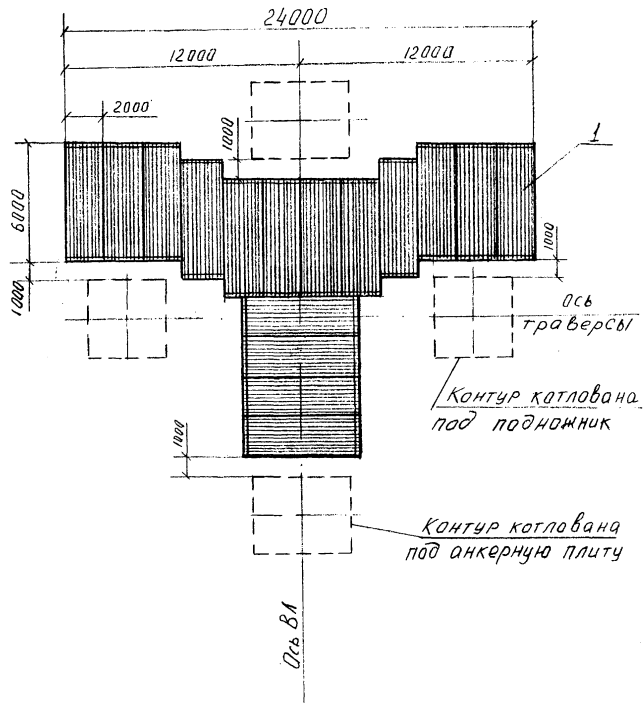 24000
12000
12000
2000
1000
1
6000
1000
1000
Ось
траверсы
Контур котлована
под подножник
1000
Контур котлована
под анкерную плиту
Ось ВЛ